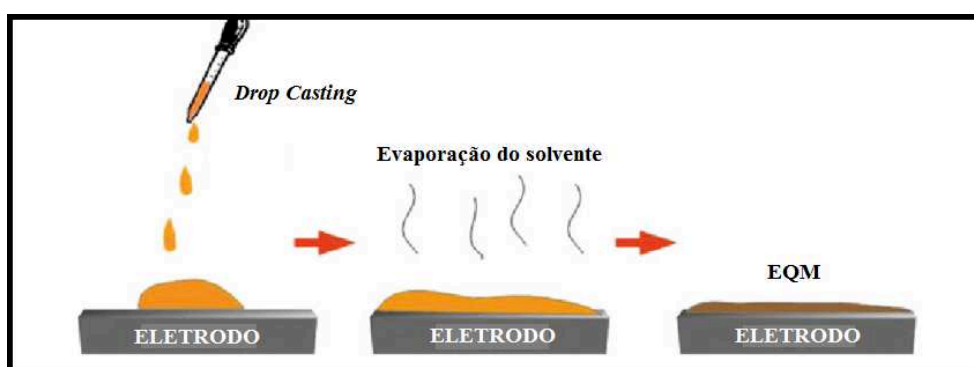 Drop Casting
Evaporação do solvente
EQM
ELETRODO
ELETRODO
ELETRODO